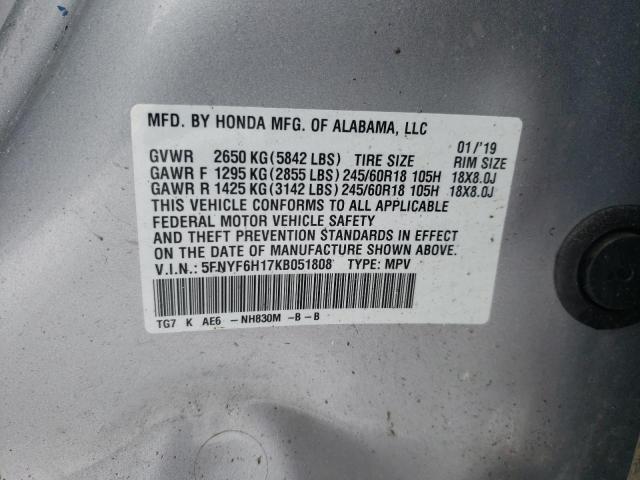 MFD. BY HONDA MFG. OF ALABAMA, LLC
01/'19
GVWR 2650 KG(5842 LBS) TIRE SIZE RIM SIZE
GAWR F 1295 KG(2855 LBS) 245/60R18 105H 18X8.0J
GAWR R 1425 KG(3142 LBS) 245/60R18 105H 18X8.0J
THIS VEHICLE CONFORMS TO ALL APPLICABLE
FEDERAL MOTOR VEHICLE SAFETY
AND THEFT PREVENTION STANDARDS IN EFFECT
ON THE DATE OF MANUFACTURE SHOWN ABOVE.
V.I.N.: 5FNYF6H17KB051808 TYPE: MPV
TG7 K AE6 -NH830M -B-B